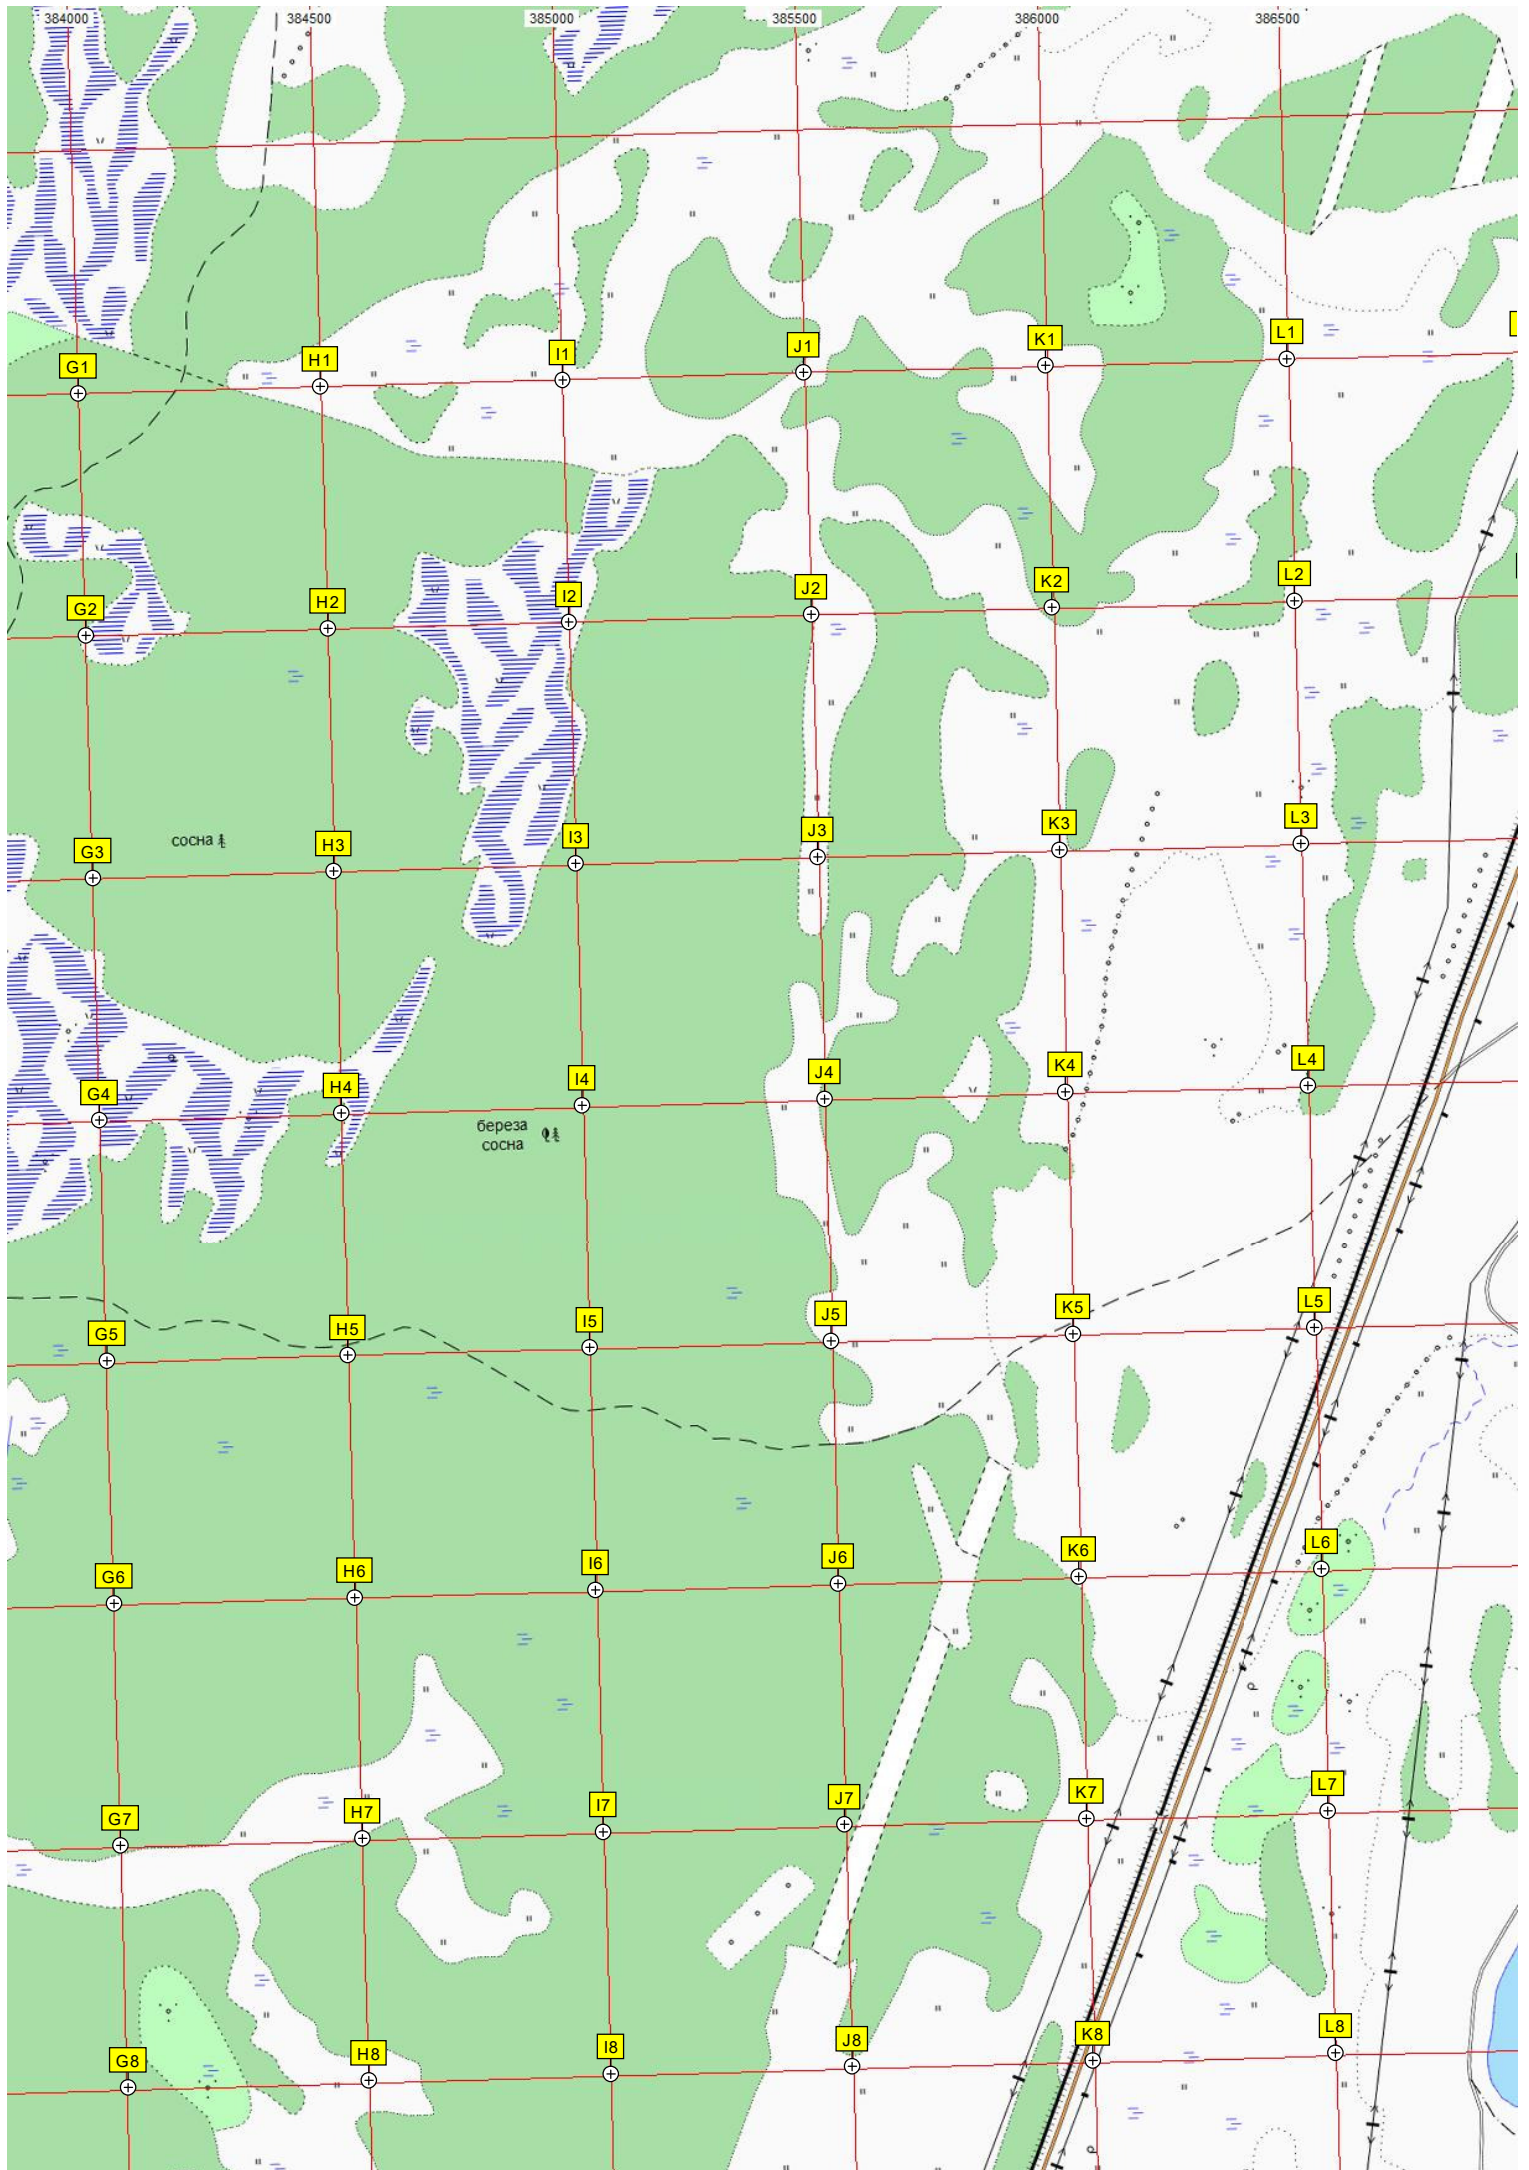 384000 384500 385000 385500 386000 386500
G1 H1 I1 J1 K1 L1
G2 H2 I2 J2 K2 L2
сосна
G3 H3 I3 J3 K3 L3
G4 H4 I4 J4 K4 L4
береза
сосна
G5 H5 I5 J5 K5 L5
G6 H6 I6 J6 K6 L6
G7 H7 I7 J7 K7 L7
G8 H8 I8 J8 K8 L8